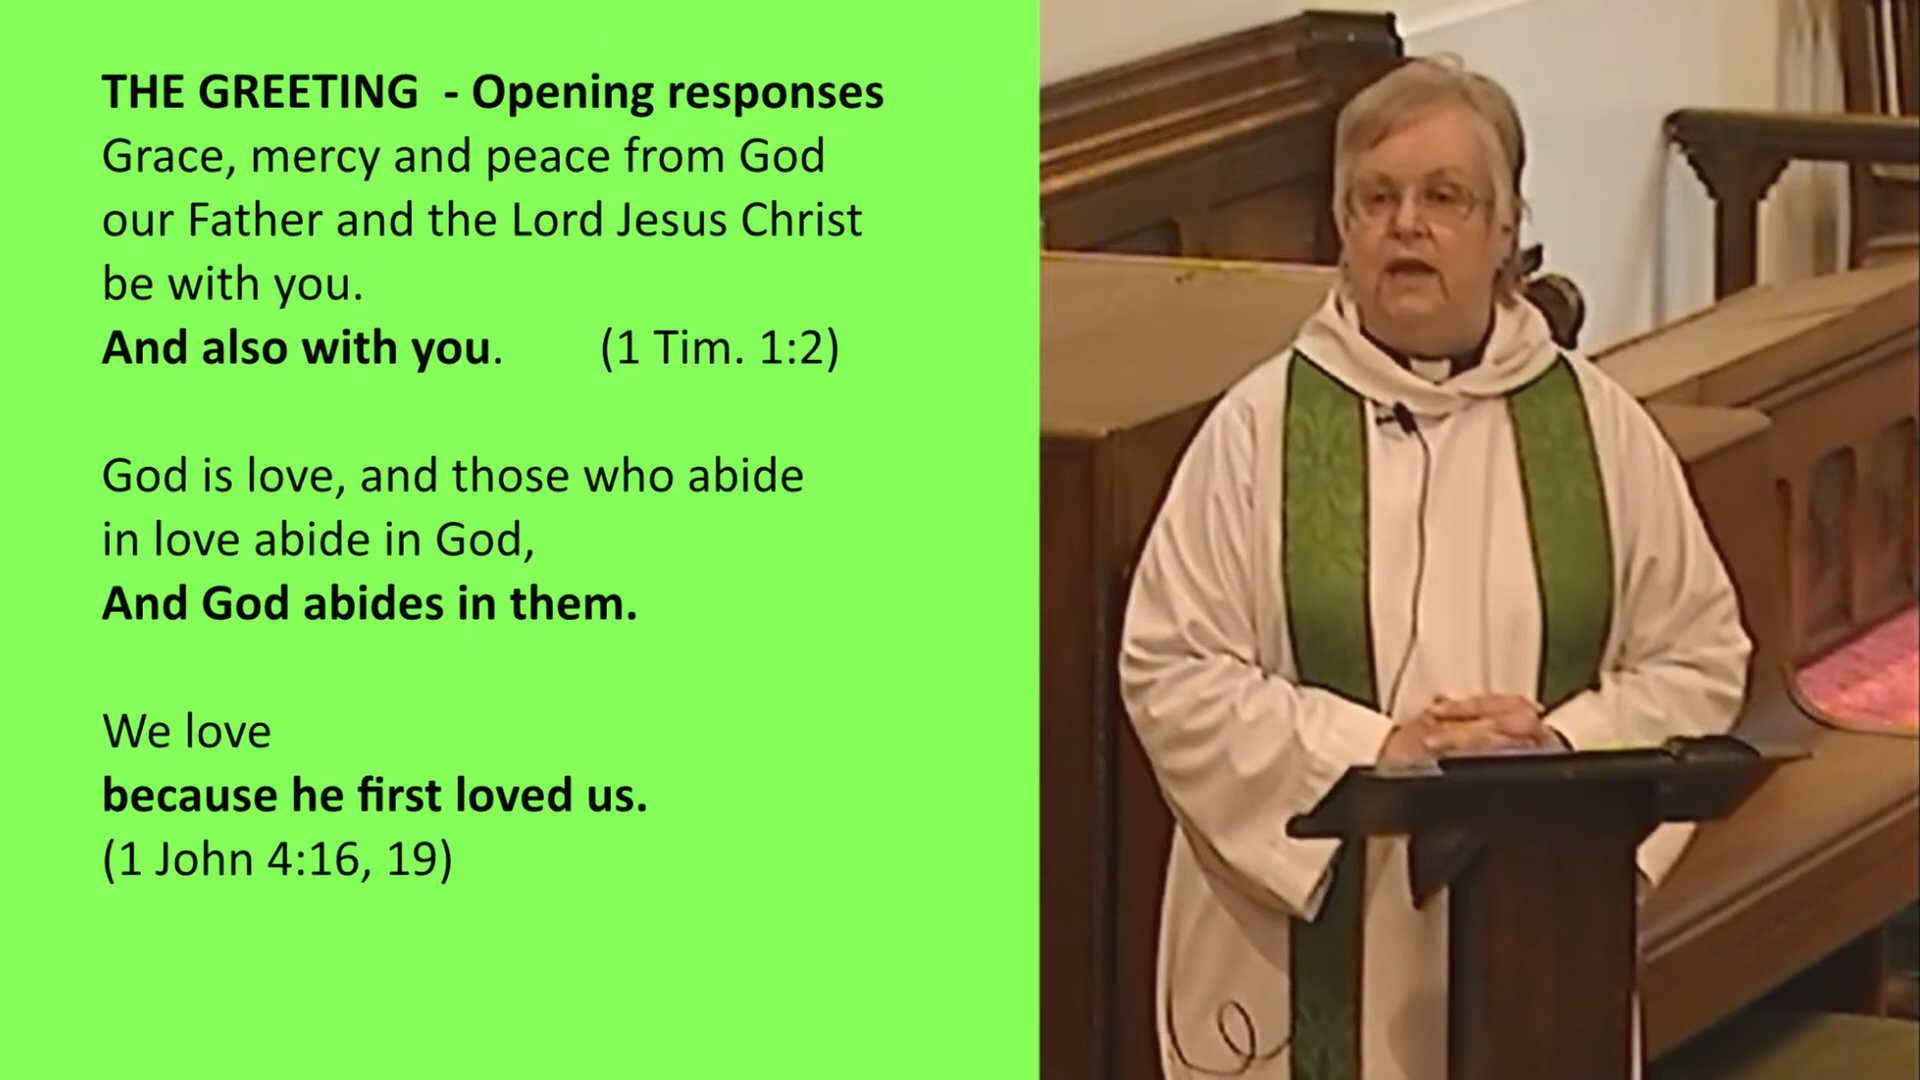 THE GREETING - Opening responses
Grace, mercy and peace from God
our Father and the Lord Jesus Christ
be with you.
And also with you. (1 Tim. 1:2)
God is love, and those who abide
in love abide in God,
And God abides in them.
We love
because he first loved us.
(1 John 4:16, 19)